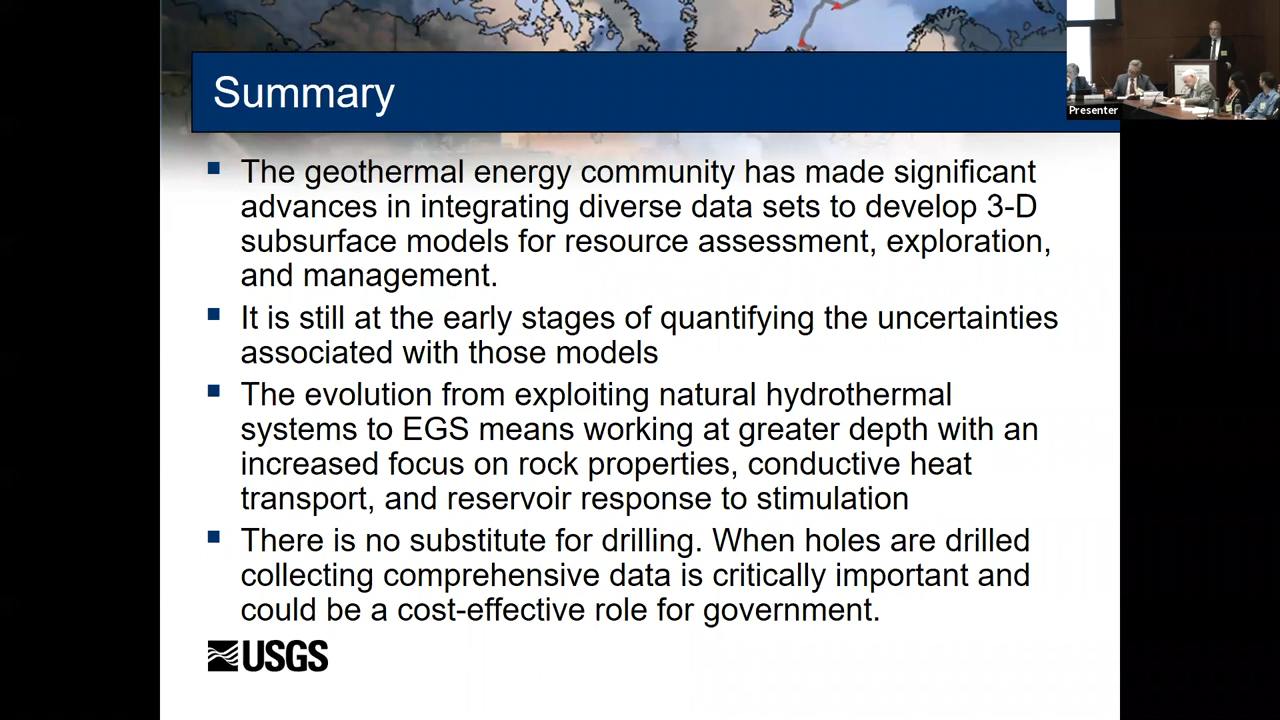 Summary
Presenter
The geothermal energy community has made significant
advances in integrating diverse data sets to develop 3-D
subsurface models for resource assessment, exploration,
and management.
It is still at the early stages of quantifying the uncertainties
associated with those models
The evolution from exploiting natural hydrothermal
systems to EGS means working at greater depth with an
increased focus on rock properties, conductive heat
transport, and reservoir response to stimulation
There is no substitute for drilling. When holes are drilled
collecting comprehensive data is critically important and
could be a cost-effective role for government.
USGS